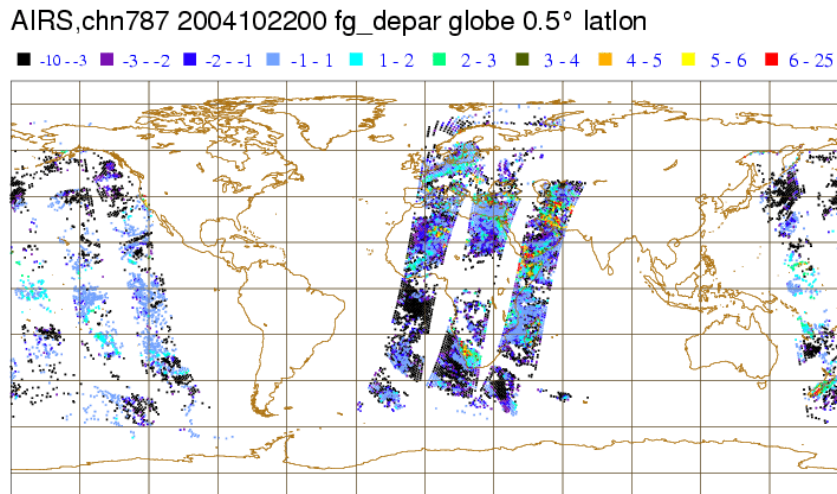 AIRS,chn787 2004102200 fg_depar globe 0.5° latlon
-10 - -3 -3 - -2 -2 - -1 -1 - 1 1 - 2 2 - 3 3 - 4 4 - 5 5 - 6 6 - 25